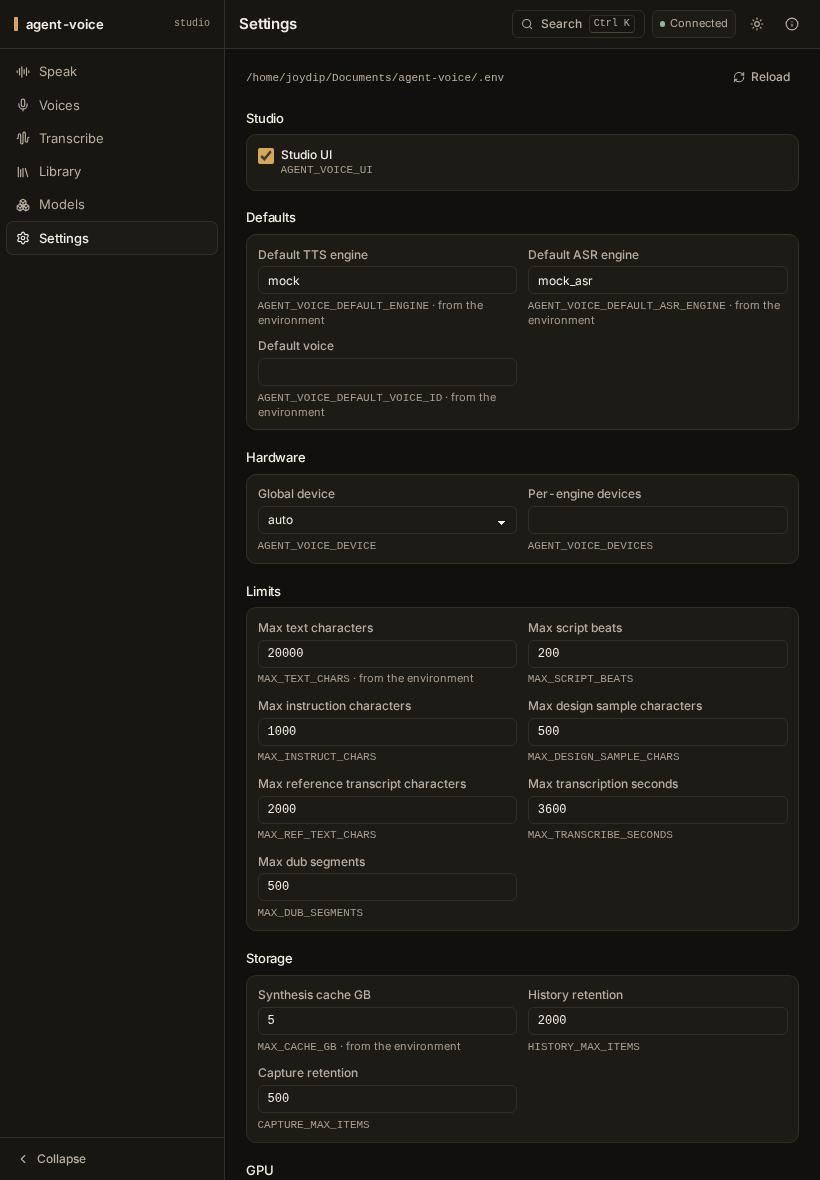 agent-voice studio
Settings
Search Ctrl K Connected
Speak
Voices
Transcribe
Library
Models
Settings
Collapse
/home/joydip/Documents/agent-voice/.env Reload
Studio
Studio UI
AGENT_VOICE_UI
Defaults
Default TTS engine
mock
AGENT_VOICE_DEFAULT_ENGINE · from the
environment
Default ASR engine
mock_asr
AGENT_VOICE_DEFAULT_ASR_ENGINE · from the
environment
Default voice
AGENT_VOICE_DEFAULT_VOICE_ID · from the
environment
Hardware
Global device
auto
AGENT_VOICE_DEVICE
Per-engine devices
AGENT_VOICE_DEVICES
Limits
Max text characters
20000
MAX_TEXT_CHARS · from the environment
Max script beats
200
MAX_SCRIPT_BEATS
Max instruction characters
1000
MAX_INSTRUCT_CHARS
Max design sample characters
500
MAX_DESIGN_SAMPLE_CHARS
Max reference transcript characters
2000
MAX_REF_TEXT_CHARS
Max transcription seconds
3600
MAX_TRANSCRIBE_SECONDS
Max dub segments
500
MAX_DUB_SEGMENTS
Storage
Synthesis cache GB
5
MAX_CACHE_GB · from the environment
History retention
2000
HISTORY_MAX_ITEMS
Capture retention
500
CAPTURE_MAX_ITEMS
GPU